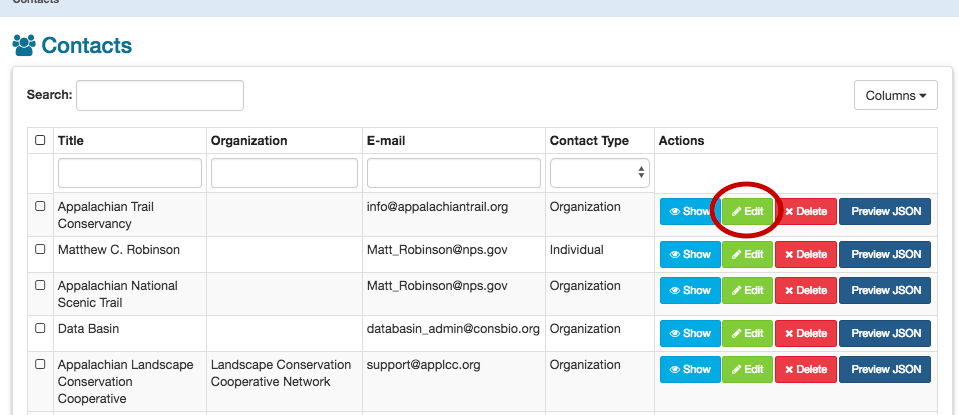 Contacts
Contacts
Search:
Columns
Title Organization E-mail Contact Type Actions
Appalachian Trail info@appalachiantrail.org Organization Show Edit Delete Preview JSON
Conservancy
Matthew C. Robinson Matt_Robinson@nps.gov Individual Show Edit Delete Preview JSON
Appalachian National Matt_Robinson@nps.gov Organization Show Edit Delete Preview JSON
Scenic Trail
Data Basin databasin_admin@consbio.org Organization Show Edit Delete Preview JSON
Appalachian Landscape Landscape Conservation support@applcc.org Organization Show Edit Delete Preview JSON
Conservation Cooperative Network
Cooperative